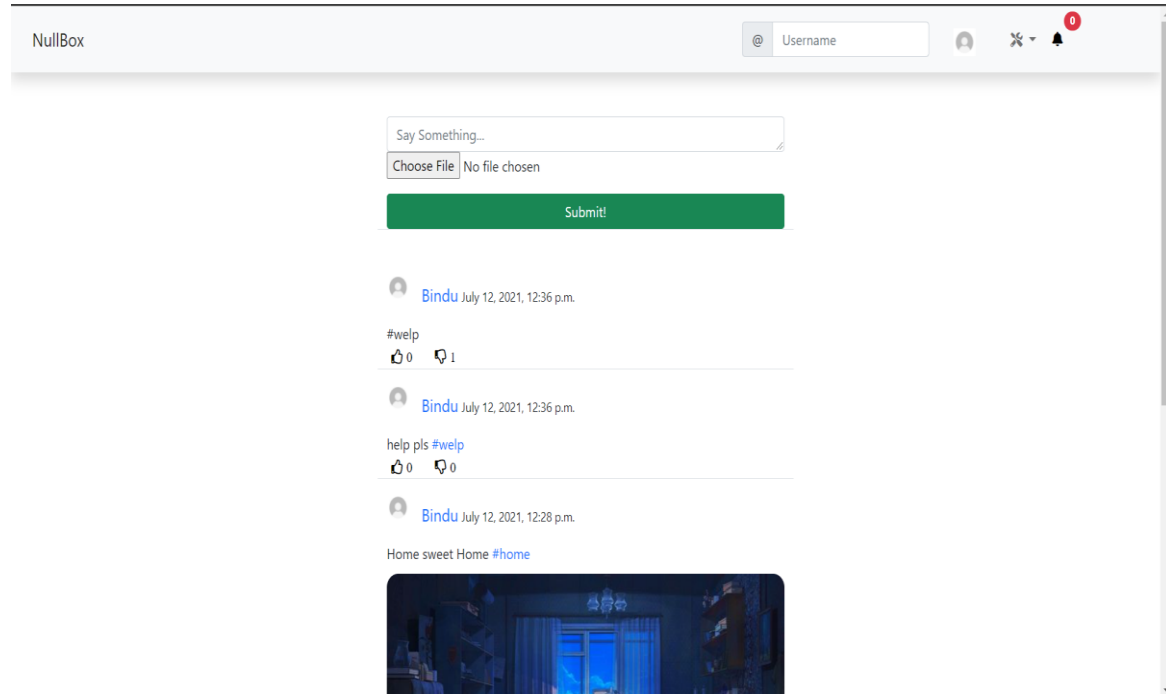 NullBox @ Username 0
Say Something...
Choose File No file chosen
Submit!
Bindu July 12, 2021, 12:36 p.m.
#welp
0 1
Bindu July 12, 2021, 12:36 p.m.
help pls #welp
0 0
Bindu July 12, 2021, 12:28 p.m.
Home sweet Home #home